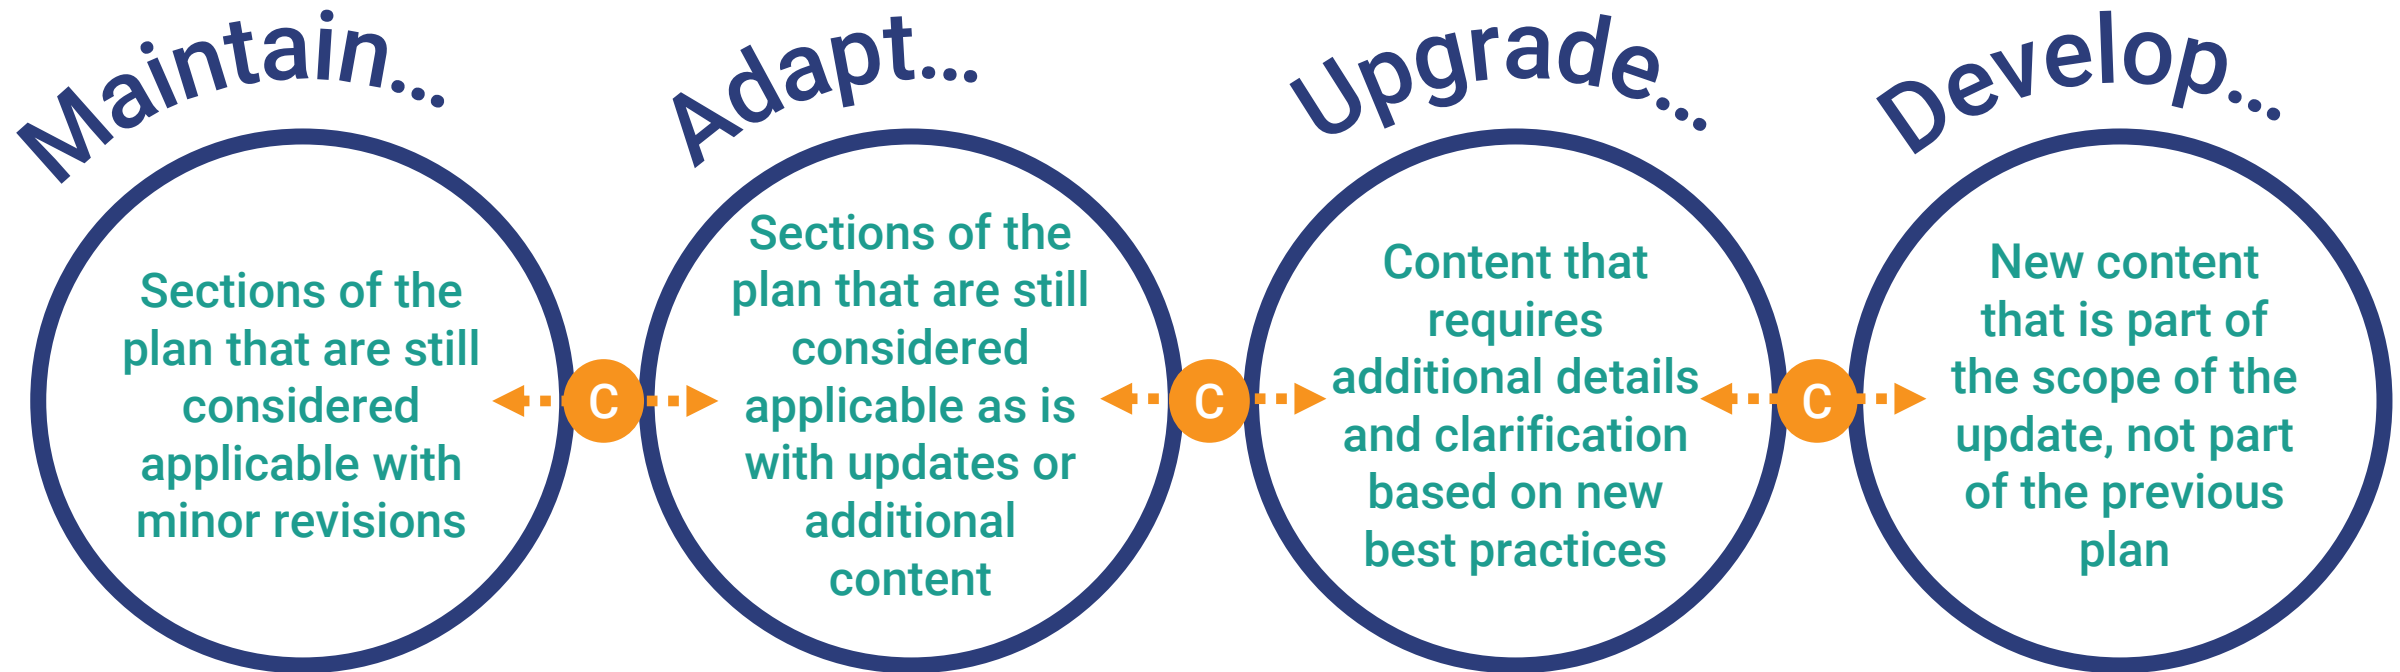 Maintain...
Sections of the
plan that are still
considered
applicable with
minor revisions
C
Adapt...
Sections of the
plan that are still
considered
applicable as is
with updates or
additional
content
C
Upgrade...
Content that
requires
additional details
and clarification
based on new
best practices
C
Develop...
New content
that is part of
the scope of the
update, not part
of the previous
plan